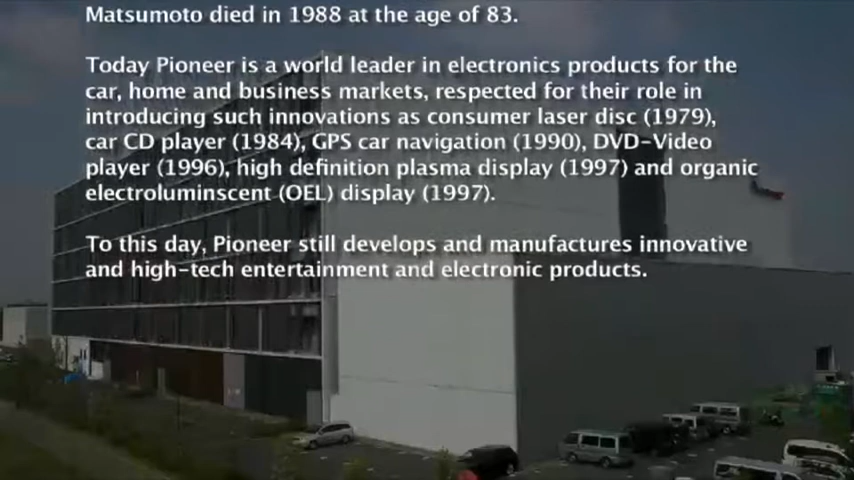 Matsumoto died in 1988 at the age of 83.
Today Pioneer is a world leader in electronics products for the
car, home and business markets, respected for their role in
introducing such innovations as consumer laser disc (1979),
car CD player (1984), GPS car navigation (1990), DVD-Video
player (1996), high definition plasma display (1997) and organic
electroluminscent (OEL) display (1997).
To this day, Pioneer still develops and manufactures innovative
and high-tech entertainment and electronic products.